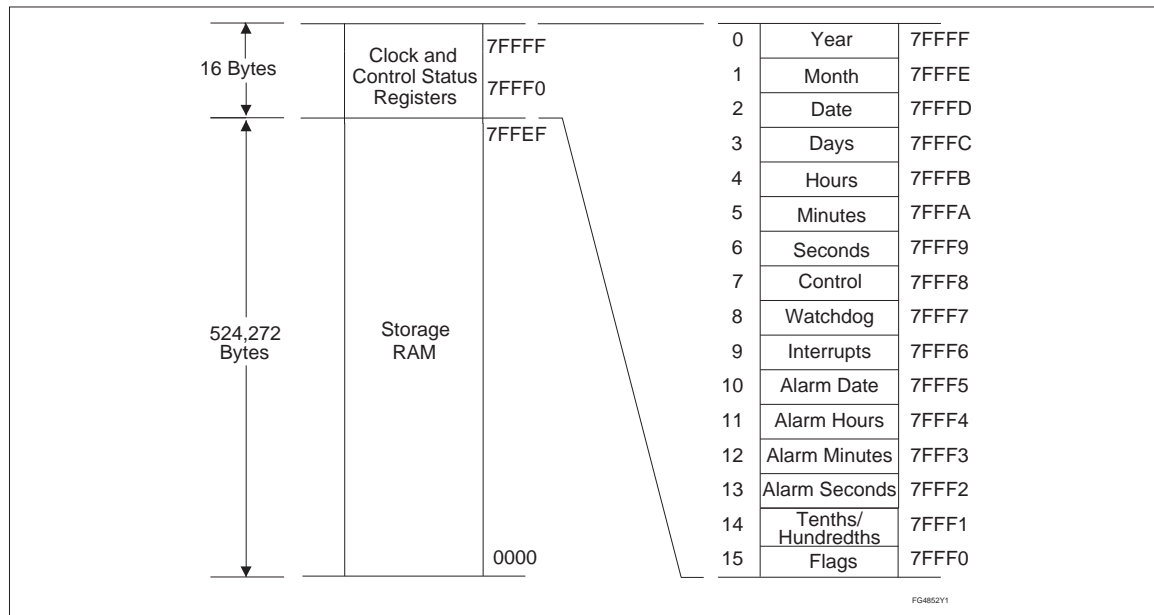 16 Bytes
Clock and
Control Status
Registers
7FFFF
7FFF0
7FFEF
524,272
Bytes
Storage
RAM
0000
0 Year 7FFFF
1 Month 7FFFE
2 Date 7FFFD
3 Days 7FFFC
4 Hours 7FFFB
5 Minutes 7FFFA
6 Seconds 7FFF9
7 Control 7FFF8
8 Watchdog 7FFF7
9 Interrupts 7FFF6
10 Alarm Date 7FFF5
11 Alarm Hours 7FFF4
12 Alarm Minutes 7FFF3
13 Alarm Seconds 7FFF2
14 Tenths/
Hundredths 7FFF1
15 Flags 7FFF0
FG4852Y1